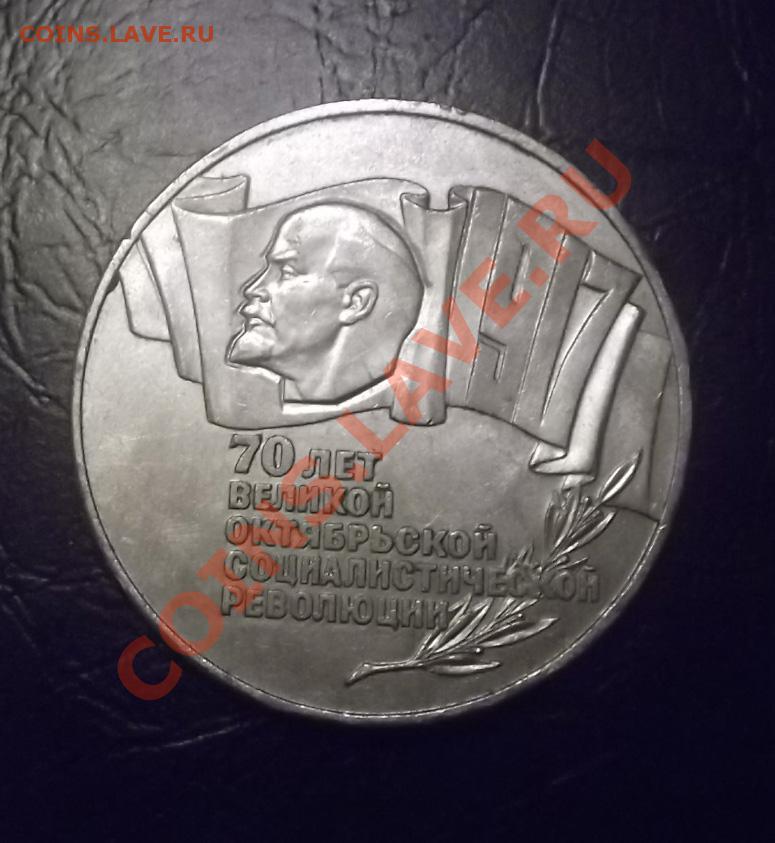 COINS.LAVE.RU
1917
70 ЛЕТ
ВЕЛИКОЙ
ОКТЯБРЬСКОЙ
СОЦИАЛИСТИЧЕСКОЙ
РЕВОЛЮЦИИ
COINS.LAVE.RU